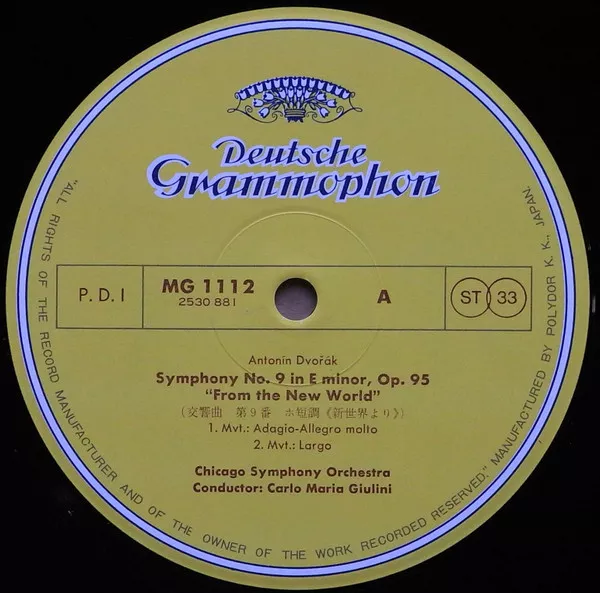 Deutsche
Grammophon
P. D. I
MG 1112
2530 881
A
ST 33
Antonín Dvořák
Symphony No. 9 in E minor, Op. 95
“From the New World”
(交響曲 第9番 ホ短調《新世界より》)
1. Mvt.: Adagio-Allegro molto
2. Mvt.: Largo
Chicago Symphony Orchestra
Conductor: Carlo Maria Giulini
"ALL RIGHTS OF THE RECORD MANUFACTURER AND OF THE OWNER OF THE WORK RECORDED RESERVED." MANUFACTURED BY POLYDOR K. K., JAPAN.